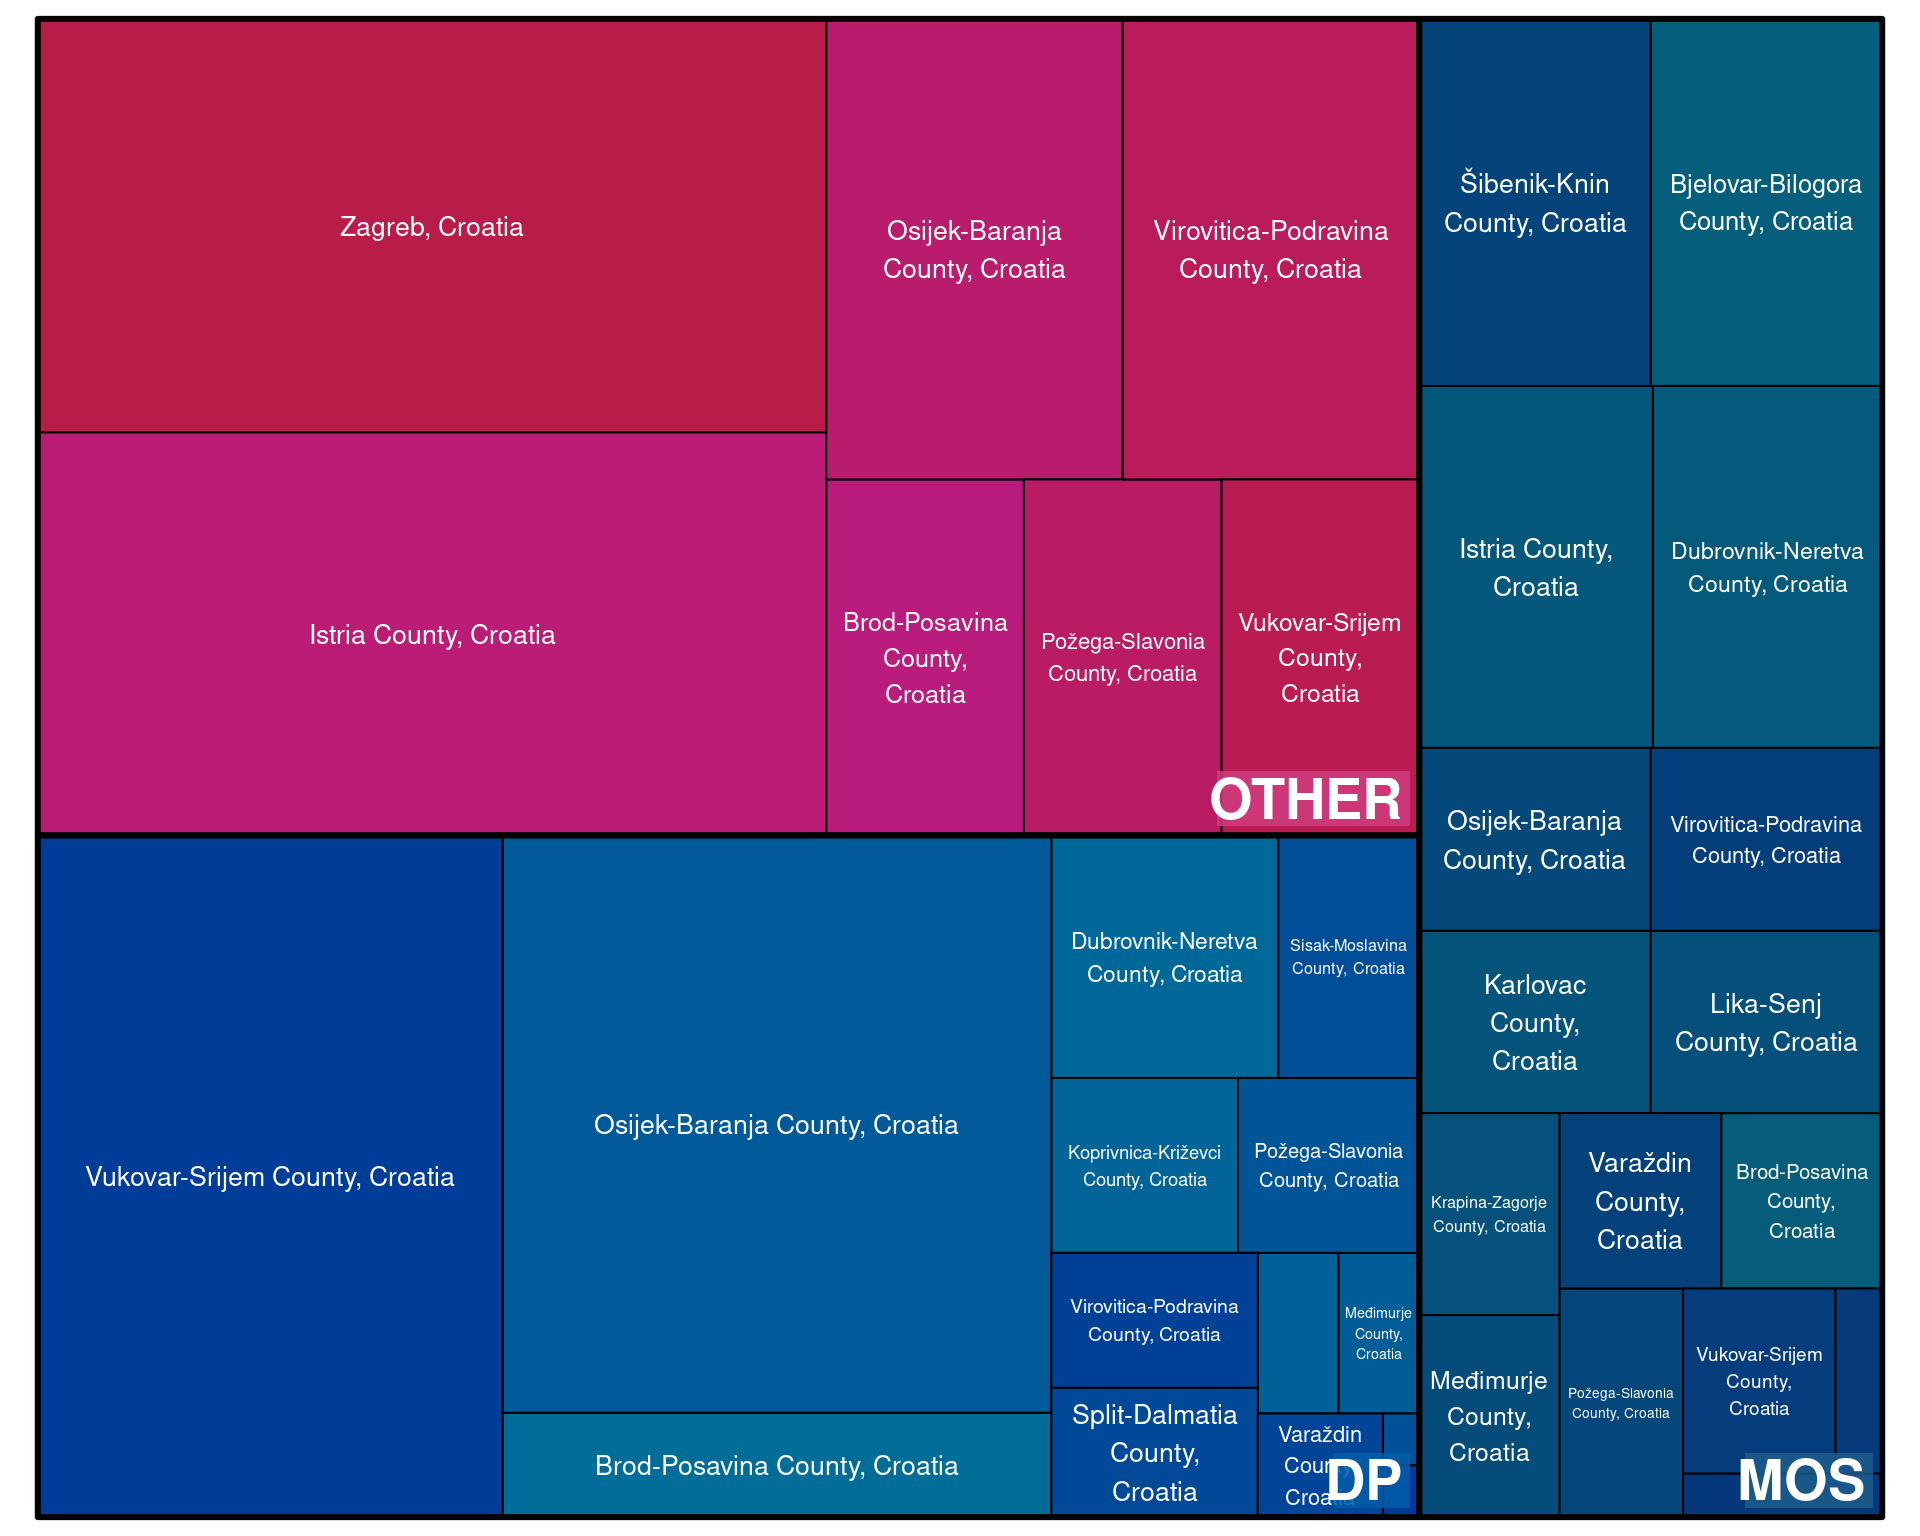 Zagreb, Croatia
Istria County, Croatia
Osijek-Baranja
County, Croatia
Virovitica-Podravina
County, Croatia
Brod-Posavina
County,
Croatia
Požega-Slavonia
County, Croatia
Vukovar-Srijem
County,
Croatia
OTHER
Vukovar-Srijem County, Croatia
Osijek-Baranja County, Croatia
Brod-Posavina County, Croatia
Dubrovnik-Neretva
County, Croatia
Sisak-Moslavina
County, Croatia
Koprivnica-Križevci
County, Croatia
Požega-Slavonia
County, Croatia
Virovitica-Podravina
County, Croatia
Međimurje
County,
Croatia
Split-Dalmatia
County,
Croatia
Varaždin
County,
Croatia
DP
Šibenik-Knin
County, Croatia
Bjelovar-Bilogora
County, Croatia
Istria County,
Croatia
Dubrovnik-Neretva
County, Croatia
Osijek-Baranja
County, Croatia
Virovitica-Podravina
County, Croatia
Karlovac
County,
Croatia
Lika-Senj
County, Croatia
Krapina-Zagorje
County, Croatia
Varaždin
County,
Croatia
Brod-Posavina
County,
Croatia
Međimurje
County,
Croatia
Požega-Slavonia
County, Croatia
Vukovar-Srijem
County,
Croatia
MOS